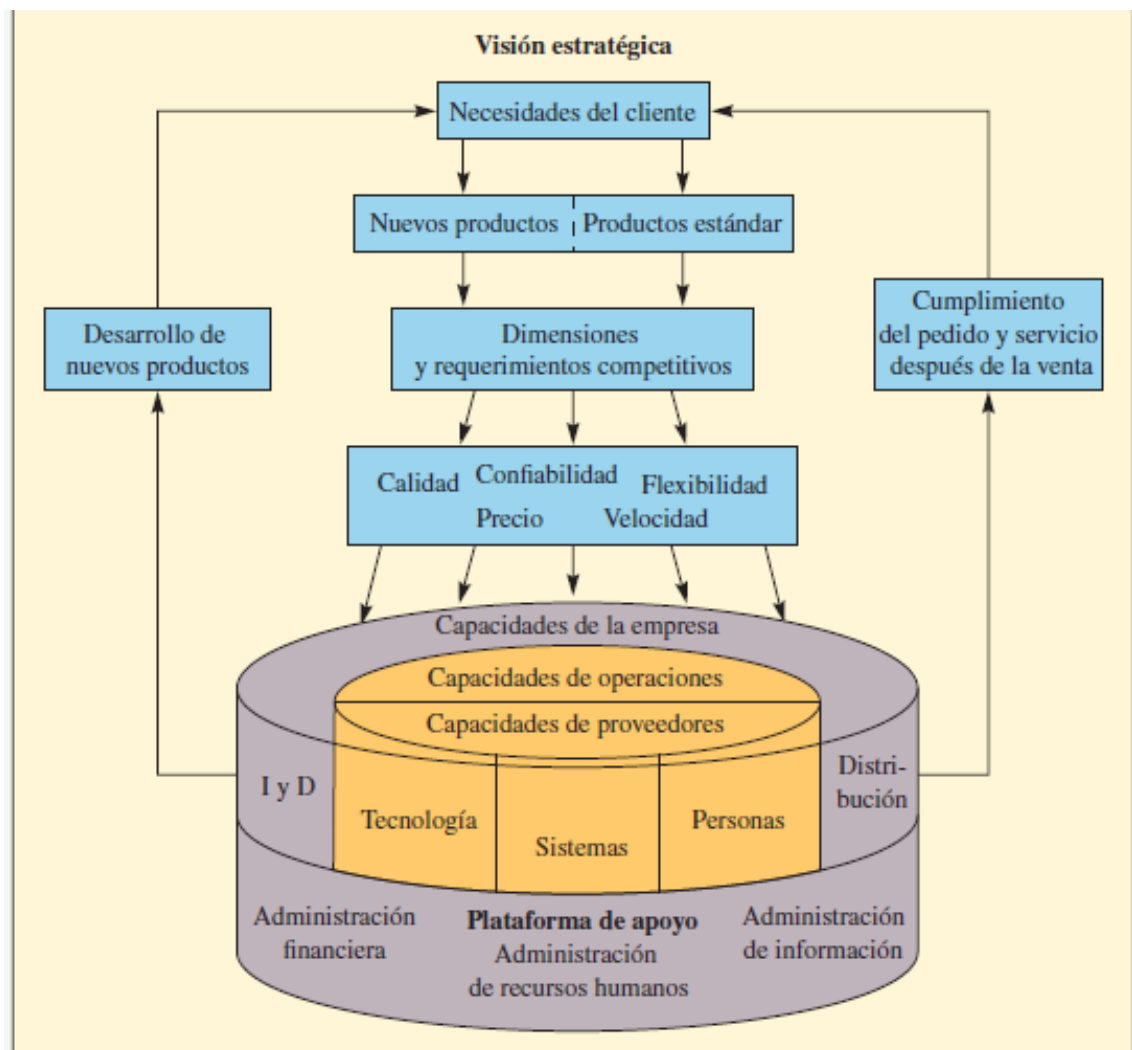 Visión estratégica
Necesidades del cliente
Nuevos productos
Productos estándar
Desarrollo de
nuevos productos
Dimensiones
y requerimientos competitivos
Cumplimiento
del pedido y servicio
después de la venta
Calidad
Confiabilidad
Flexibilidad
Precio
Velocidad
Capacidades de la empresa
Capacidades de operaciones
Capacidades de proveedores
I y D
Tecnología
Sistemas
Personas
Distri-
bución
Administración
financiera
Plataforma de apoyo
Administración
de recursos humanos
Administración
de información